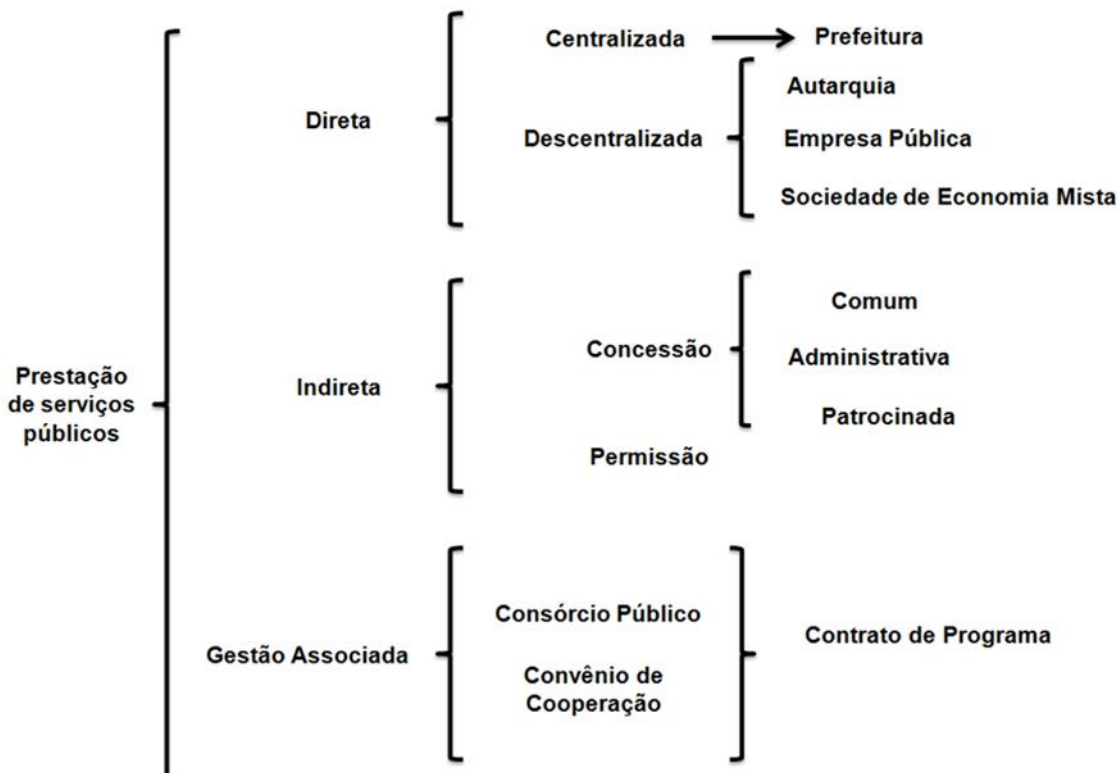 Prestação
de serviços
públicos
Direta
Centralizada
Prefeitura
Descentralizada
Autarquia
Empresa Pública
Sociedade de Economia Mista
Indireta
Concessão
Comum
Administrativa
Patrocinada
Permissão
Gestão Associada
Consórcio Público
Convênio de
Cooperação
Contrato de Programa